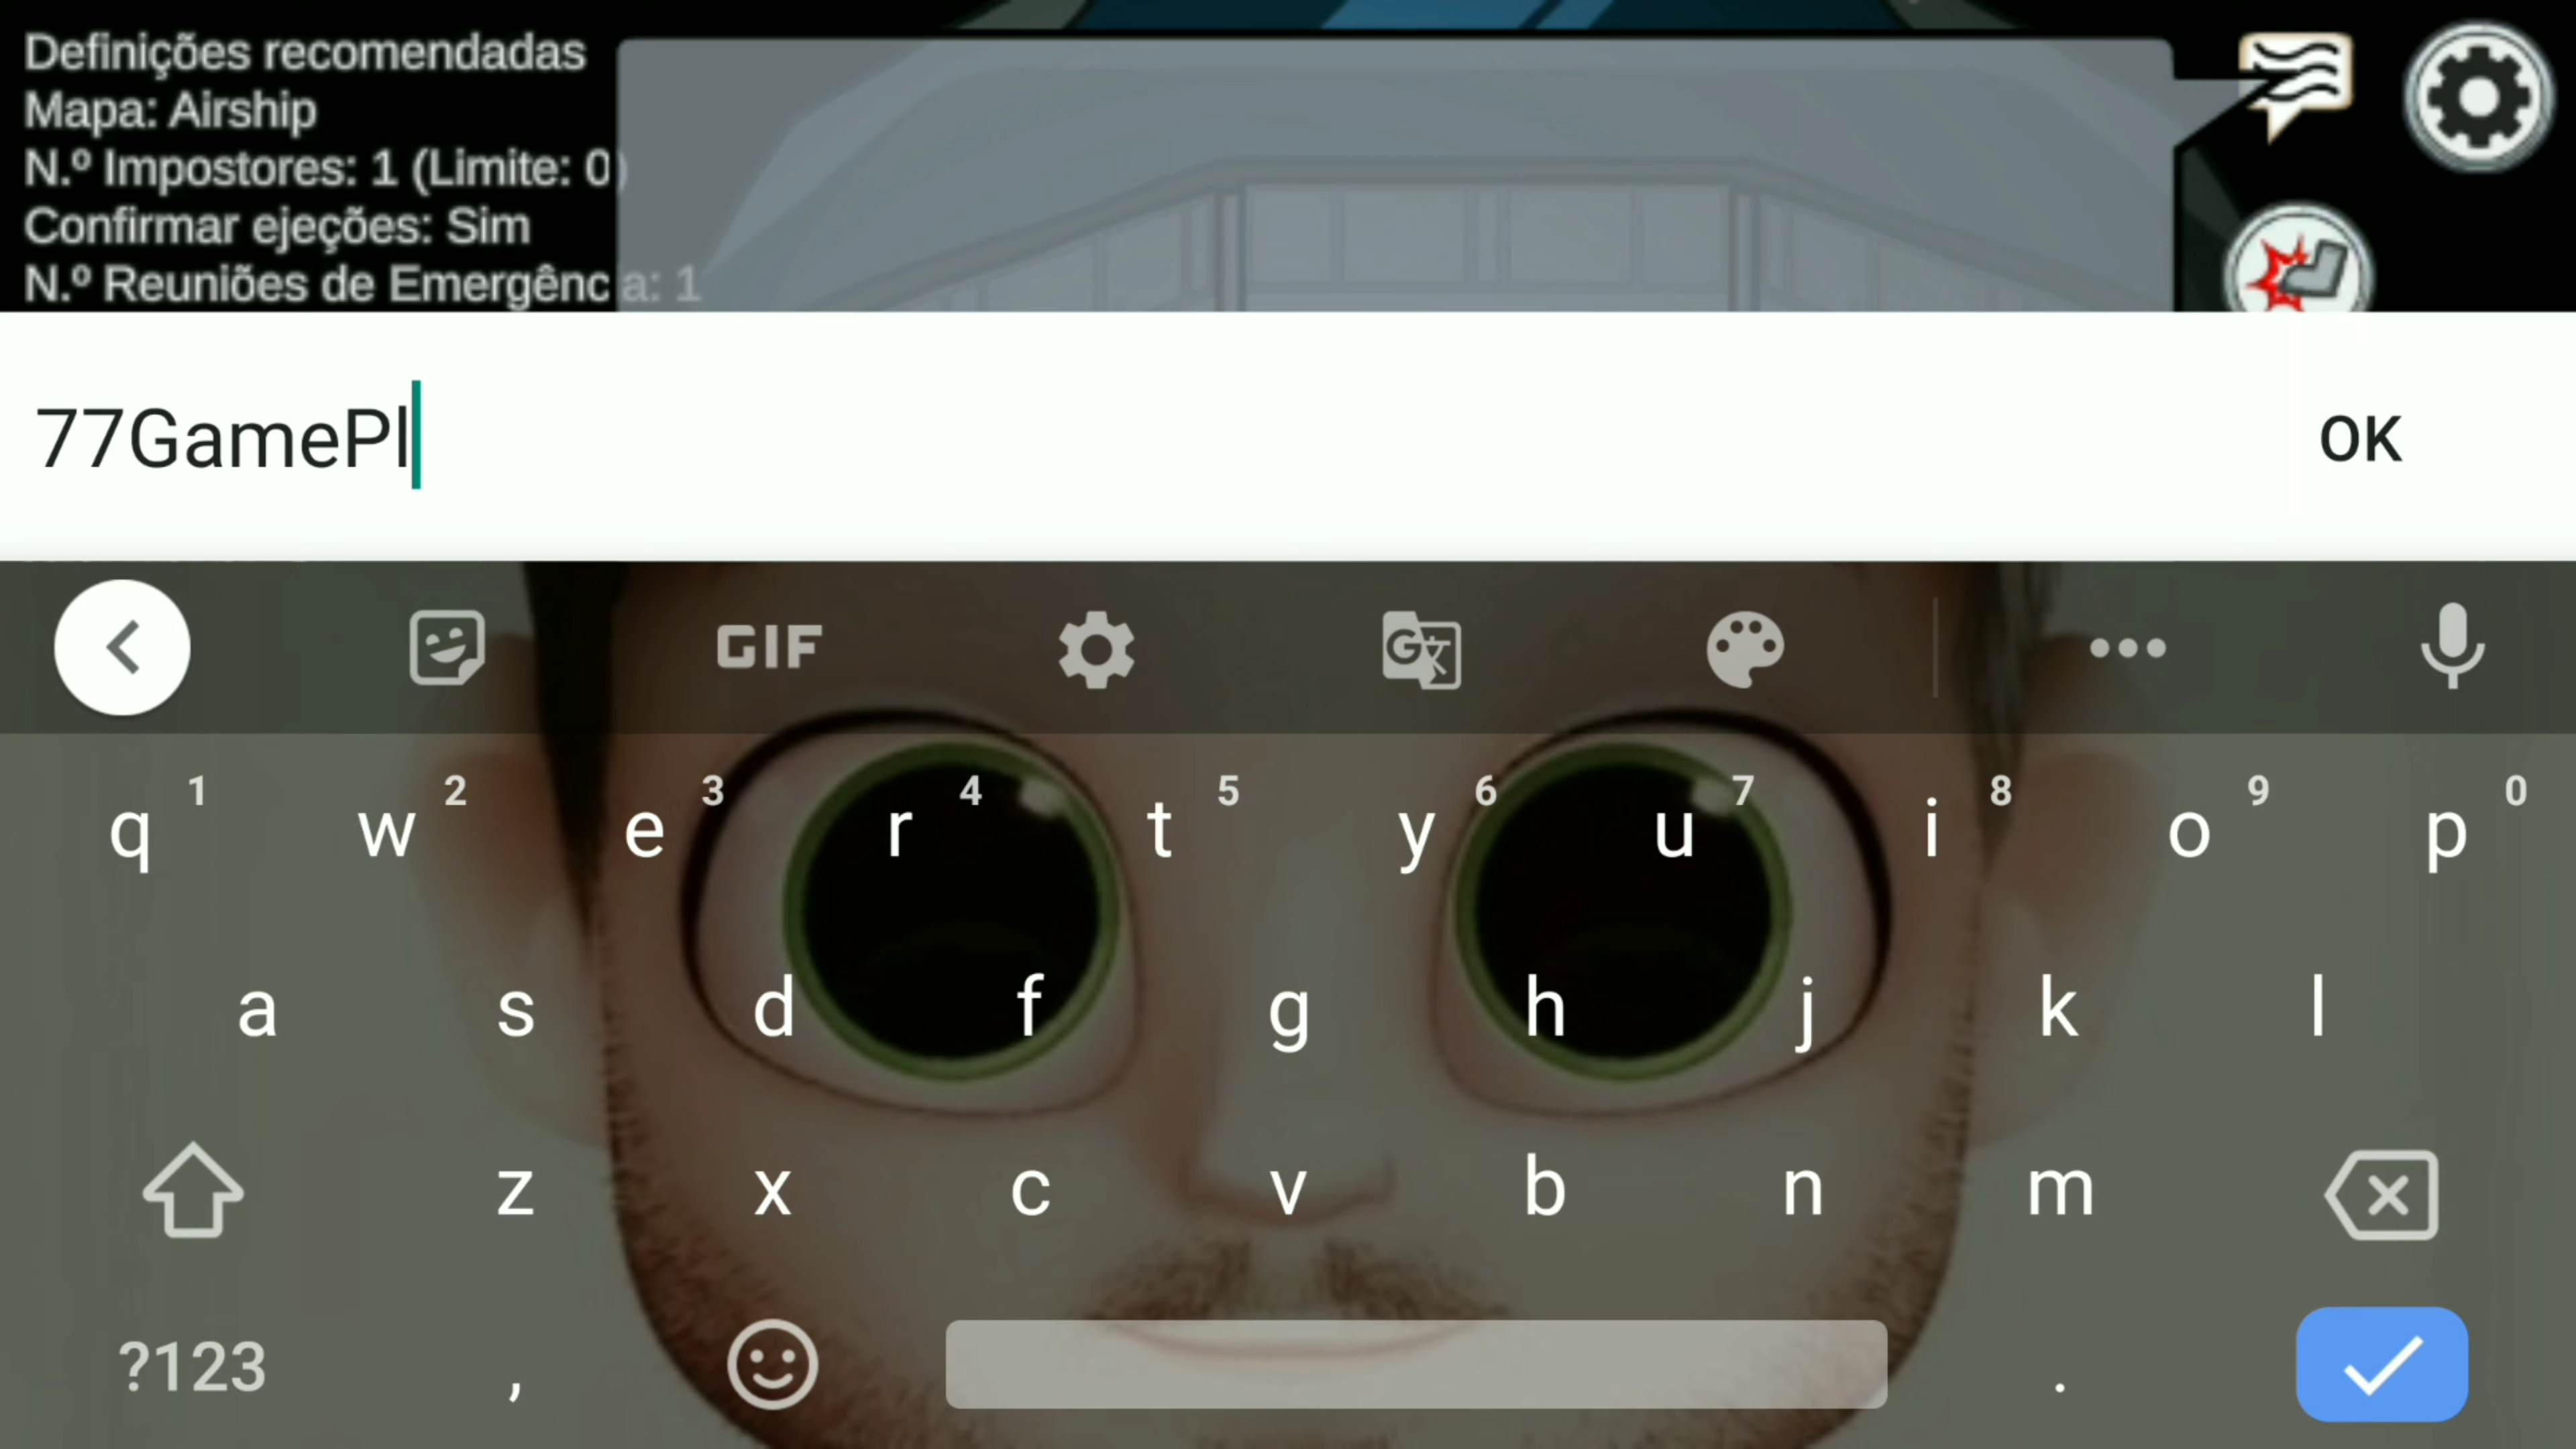 Definições recomendadas
Mapa: Airship
N.º Impostores: 1 (Limite: 0)
Confirmar ejeções: Sim
N.º Reuniões de Emergência: 1
77GamePl
OK
GIF
G
1 2 3 4 5 6 7 8 9 0
q w e r t y u i o p
a s d f g h j k l
z x c v b n m
?123 , .